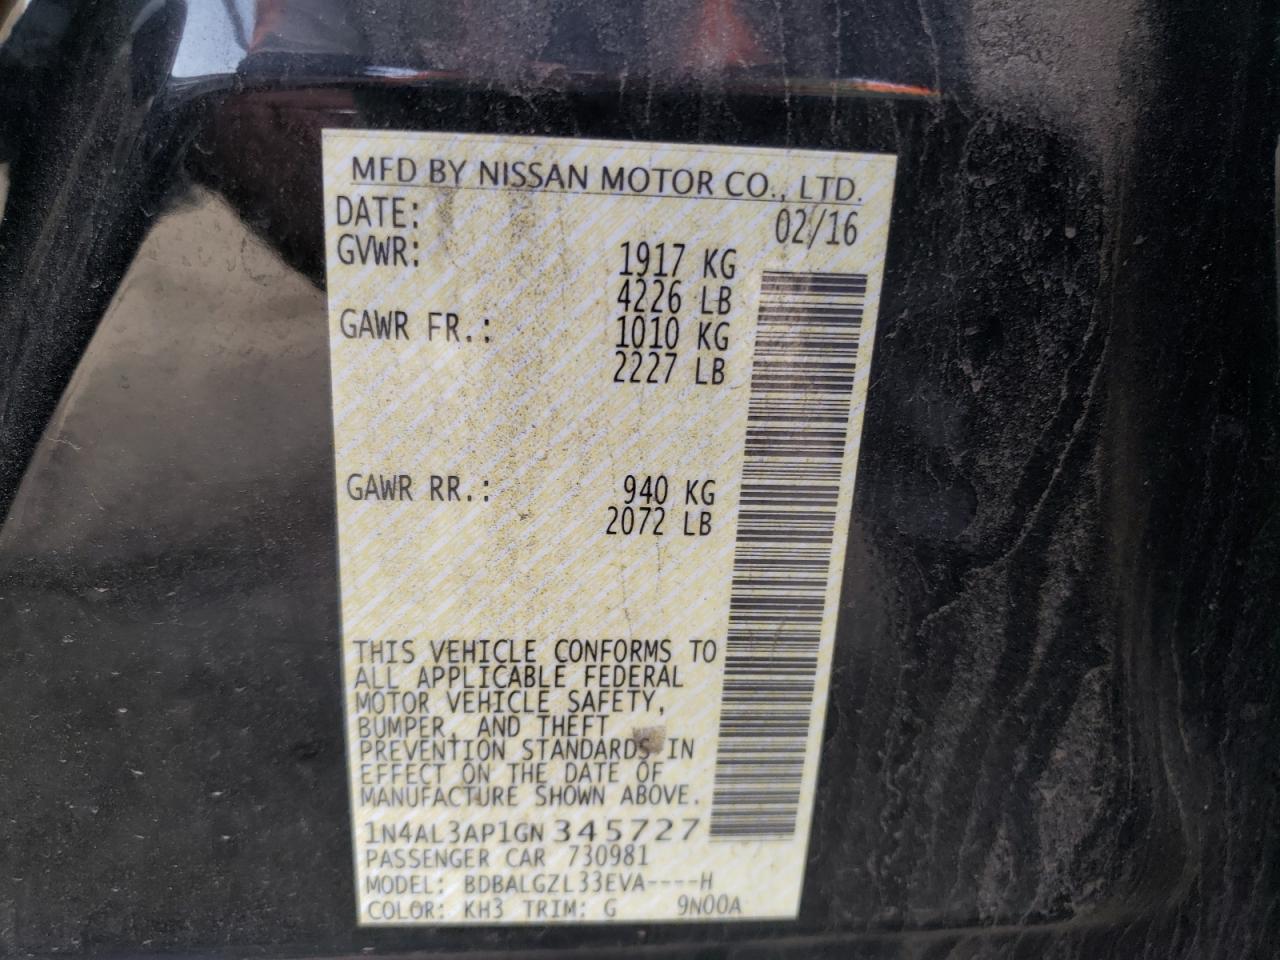 MFD BY NISSAN MOTOR CO., LTD.
DATE: 02/16
GVWR: 1917 KG
4226 LB
GAWR FR.: 1010 KG
2227 LB
GAWR RR.: 940 KG
2072 LB
THIS VEHICLE CONFORMS TO
ALL APPLICABLE FEDERAL
MOTOR VEHICLE SAFETY,
BUMPER, AND THEFT
PREVENTION STANDARDS IN
EFFECT ON THE DATE OF
MANUFACTURE SHOWN ABOVE.
1N4AL3AP1GN345727
PASSENGER CAR 730981
MODEL: BDBALGZL33EVA----H
COLOR: KH3 TRIM: G 9N00A